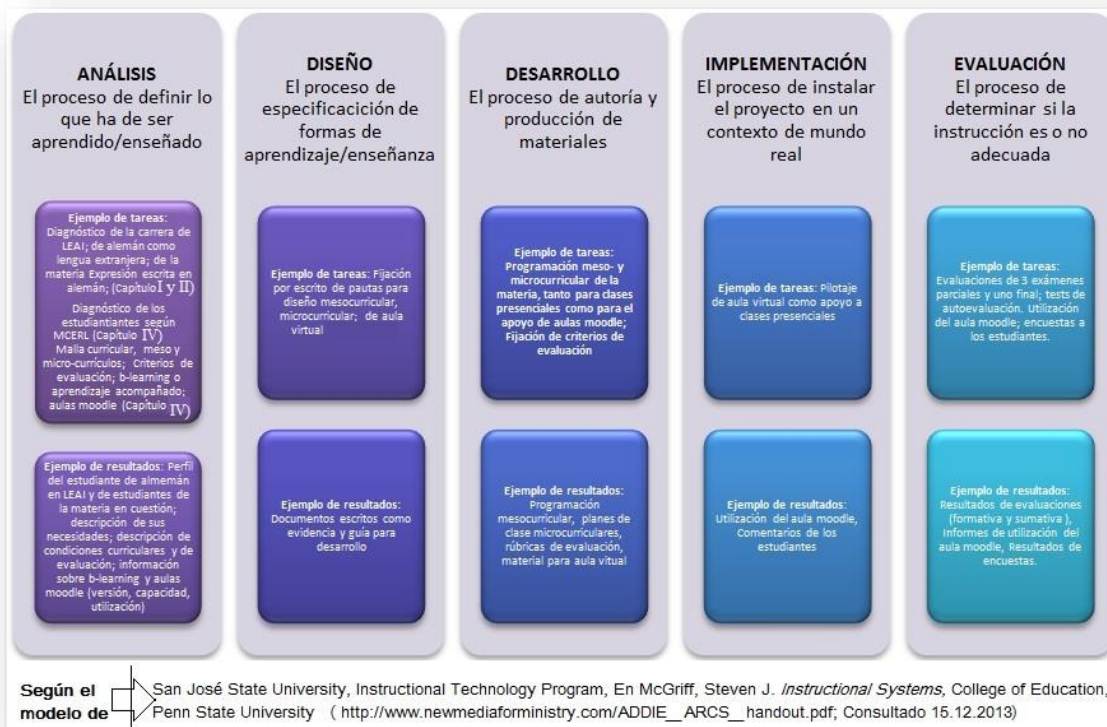 ANÁLISIS
El proceso de definir lo
que ha de ser
aprendido/enseñado
Ejemplo de tareas:
Diagnóstico de la carrera de
LEAI; de alemán como
lengua extranjera; de la
materia Expresión escrita en
alemán; (Capítulo I y II)
Diagnóstico de los
estudiantiantes según
MCERL (Capítulo IV)
Malla curricular, meso y
micro-currículos; Criterios de
evaluación; b-learning o
aprendizaje acompañado;
aulas moodle (Capítulo IV)
Ejemplo de resultados: Perfil
del estudiante de almemán
en LEAI y de estudiantes de
la materia en cuestión;
descripción de sus
necesidades; descripción de
condiciones curriculares y de
evaluación; información
sobre b-learning y aulas
moodle (versión, capacidad,
utilización)
DISEÑO
El proceso de
especificación de
formas de
aprendizaje/enseñanza
Ejemplo de tareas: Fijación
por escrito de pautas para
diseño mesocurricular,
microcurricular; de aula
virtual
Ejemplo de resultados:
Documentos escritos como
evidencia y guía para
desarrollo
DESARROLLO
El proceso de autoría y
producción de
materiales
Ejemplo de tareas:
Programación meso- y
microcurricular de la
materia, tanto para clases
presenciales como para el
apoyo de aulas moodle;
Fijación de criterios de
evaluación
Ejemplo de resultados:
Programación
mesocurricular, planes de
clase microcurriculares,
rúbricas de evaluación,
material para aula vitual
IMPLEMENTACIÓN
El proceso de instalar
el proyecto en un
contexto de mundo
real
Ejemplo de tareas: Pilotaje
de aula virtual como apoyo a
clases presenciales
Ejemplo de resultados:
Utilización del aula moodle,
Comentarios de los
estudiantes
EVALUACIÓN
El proceso de
determinar si la
instrucción es o no
adecuada
Ejemplo de tareas:
Evaluaciones de 3 exámenes
parciales y uno final; tests de
autoevaluación. Utilización
del aula moodle; encuestas a
los estudiantes.
Ejemplo de resultados:
Resultados de evaluaciones
(formativa y sumativa ),
Informes de utilización del
aula moodle, Resultados de
encuestas.
Según el
modelo de
San José State University, Instructional Technology Program, En McGriff, Steven J. Instructional Systems, College of Education,
Penn State University ( http://www.newmediaforministry.com/ADDIE__ARCS__handout.pdf; Consultado 15.12.2013)